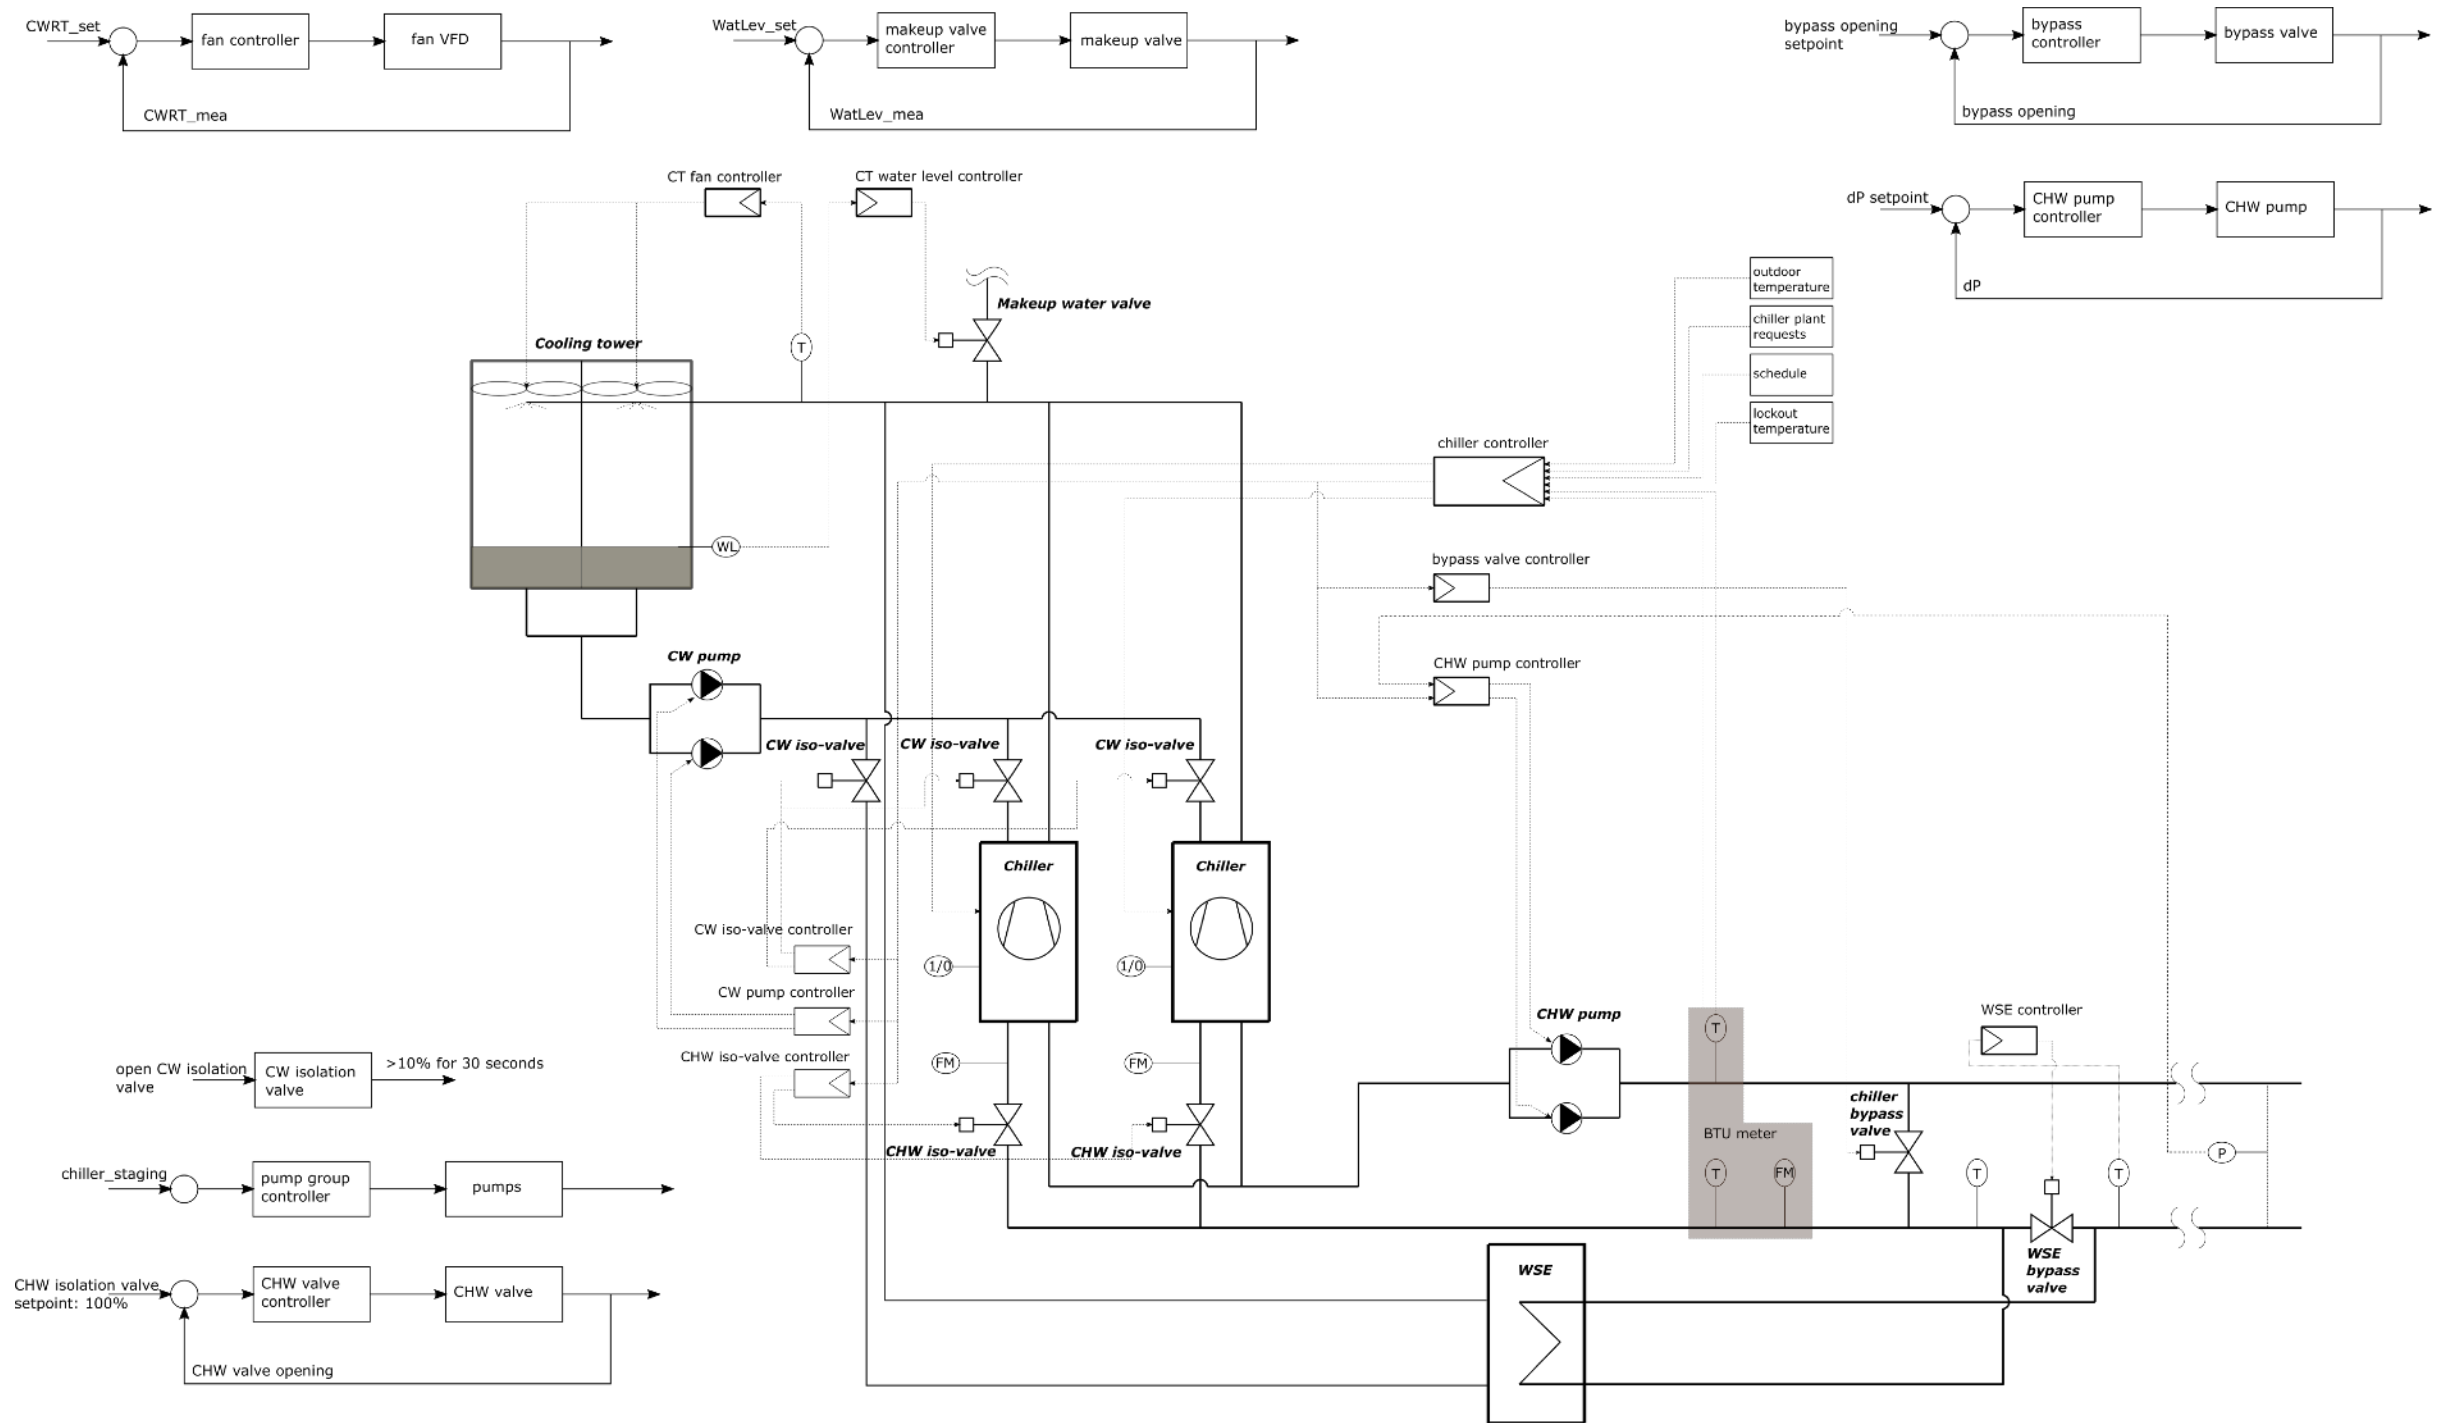 CWRT_set
fan controller
fan VFD
CWRT_mea
WatLev_set
makeup valve
controller
makeup valve
WatLev_mea
bypass opening
setpoint
bypass
controller
bypass valve
bypass opening
dP setpoint
CHW pump
controller
CHW pump
dP
CT fan controller
CT water level controller
Makeup water valve
Cooling tower
T
WL
outdoor
temperature
chiller plant
requests
schedule
lockout
temperature
chiller controller
bypass valve controller
CHW pump controller
CW pump
CW iso-valve
CW iso-valve
CW iso-valve
Chiller
Chiller
CW iso-valve controller
1/0
1/0
CW pump controller
CHW iso-valve controller
FM
FM
CHW iso-valve
CHW iso-valve
CHW pump
T
BTU meter
T
FM
WSE controller
chiller
bypass
valve
T
T
P
WSE
bypass
valve
WSE
open CW isolation
valve
CW isolation
valve
>10% for 30 seconds
chiller_staging
pump group
controller
pumps
CHW isolation valve
setpoint: 100%
CHW valve
controller
CHW valve
CHW valve opening